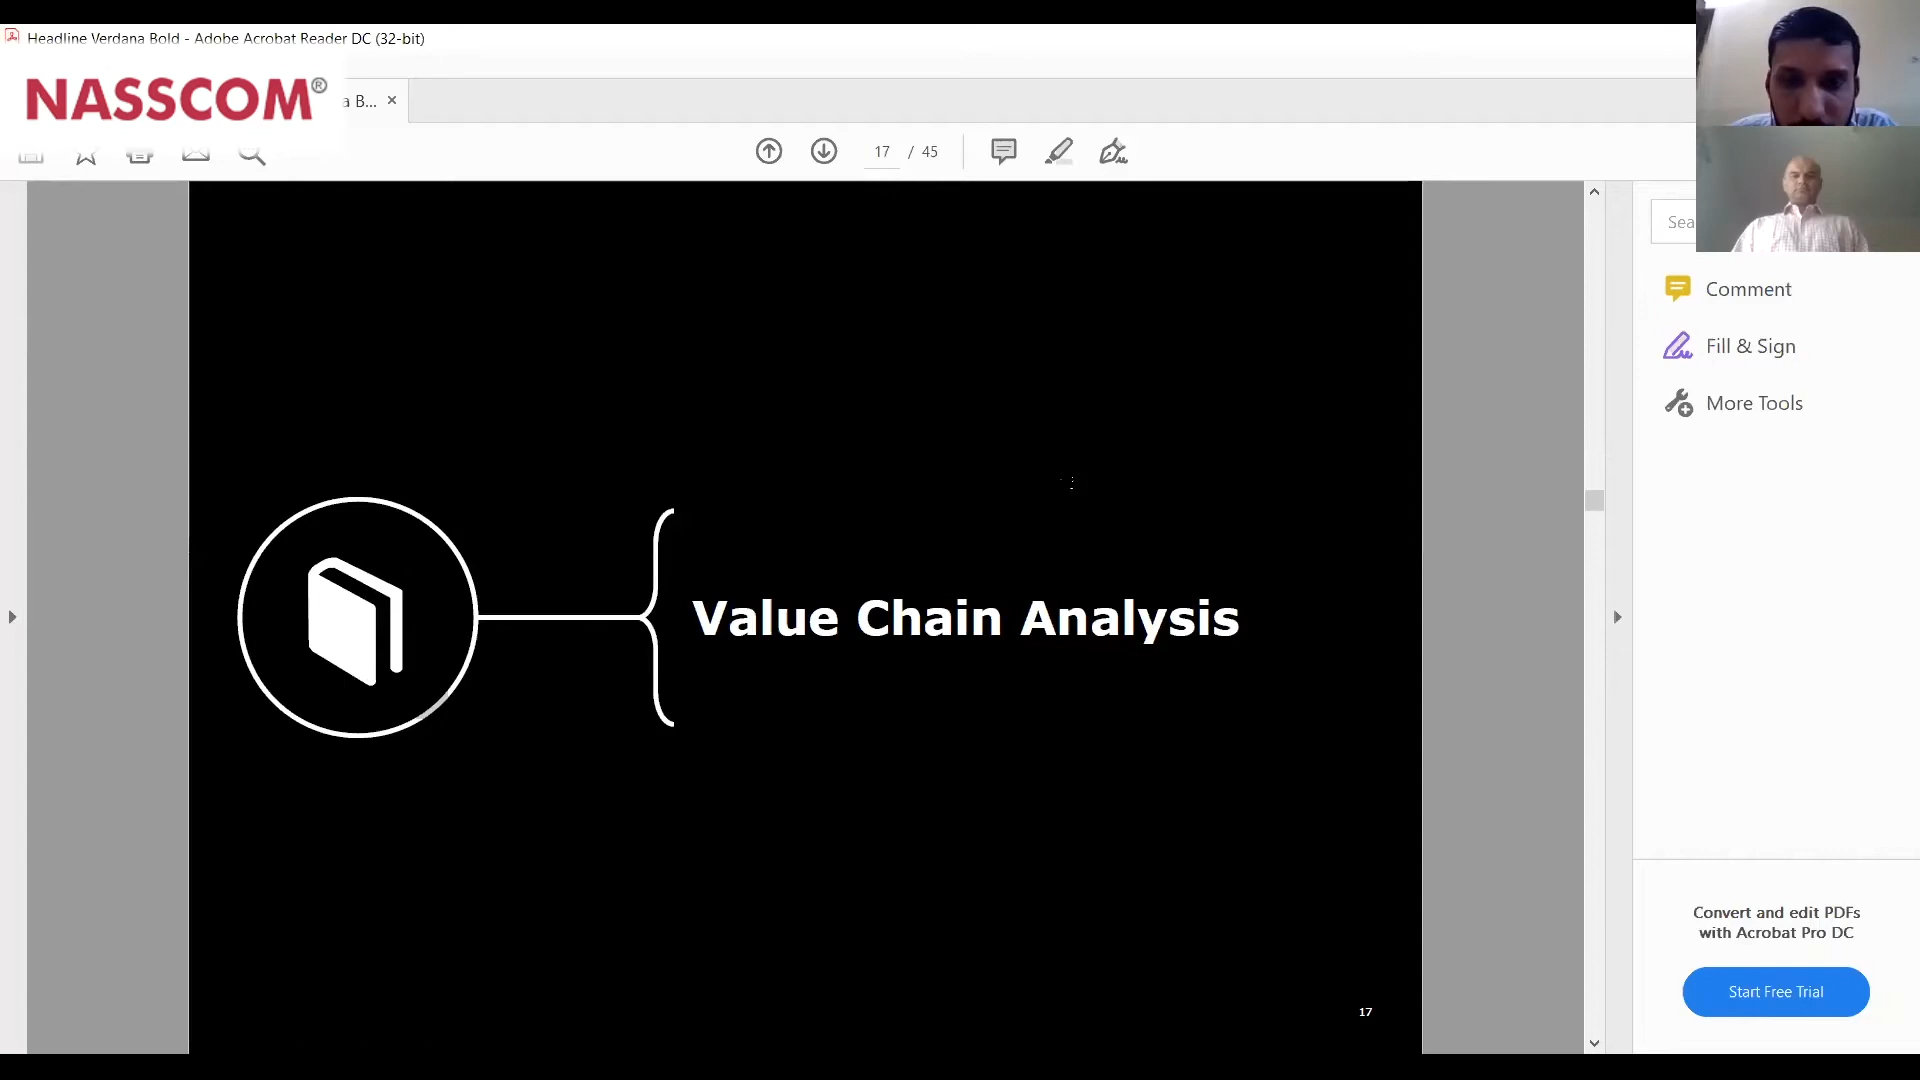 Headline Verdana Bold - Adobe Acrobat Reader DC (32-bit)
NASSCOM®
a B... ×
17 / 45
Sea
Comment
Fill & Sign
More Tools
Value Chain Analysis
17
Convert and edit PDFs
with Acrobat Pro DC
Start Free Trial